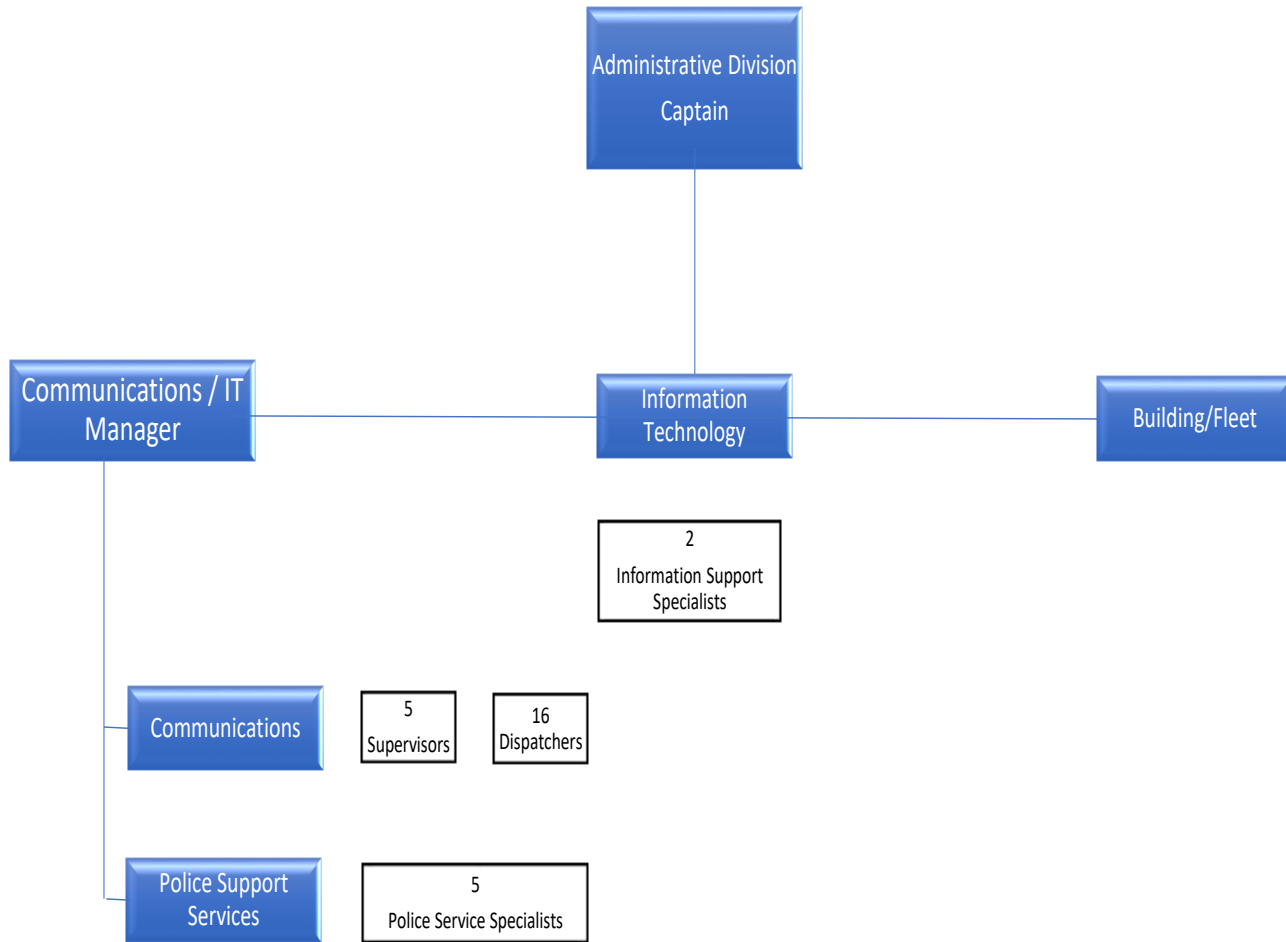 Administrative Division
Captain
Communications / IT
Manager
Information
Technology
Building/Fleet
2
Information Support
Specialists
Communications
5
Supervisors
16
Dispatchers
Police Support
Services
5
Police Service Specialists